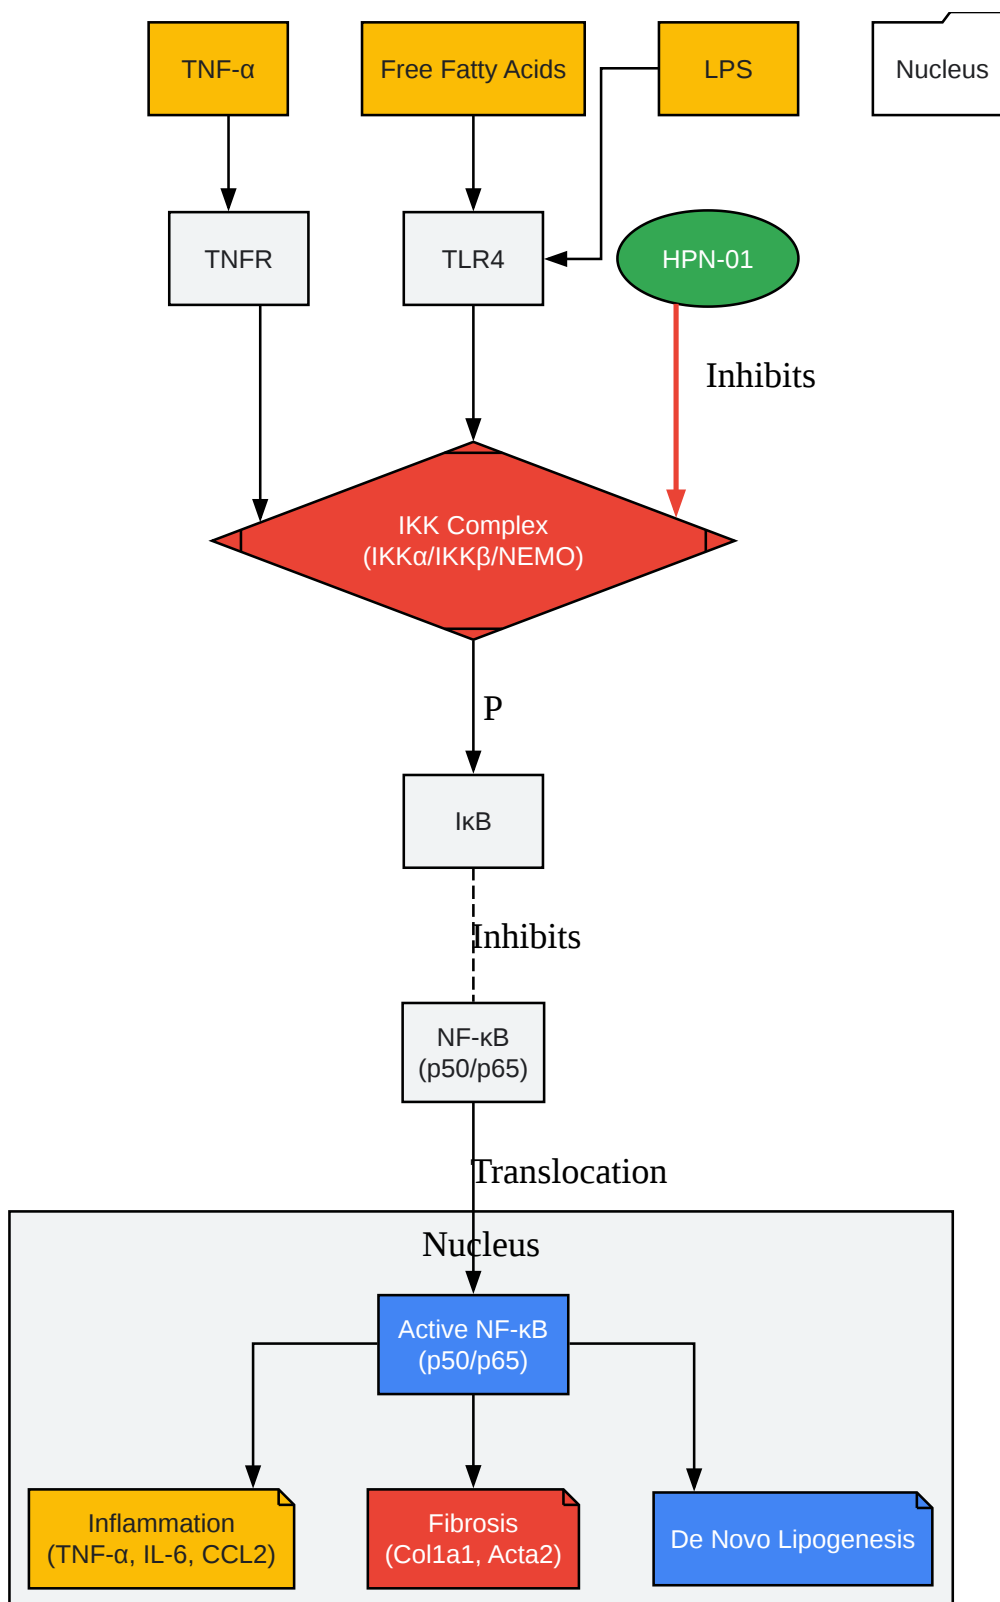 TNF-α
Free Fatty Acids
LPS
Nucleus
TNFR
TLR4
HPN-01
Inhibits
IKK Complex
(IKKα/IKKβ/NEMO)
P
IκB
Inhibits
NF-κB
(p50/p65)
Translocation
Nucleus
Active NF-κB
(p50/p65)
Inflammation
(TNF-α, IL-6, CCL2)
Fibrosis
(Col1a1, Acta2)
De Novo Lipogenesis